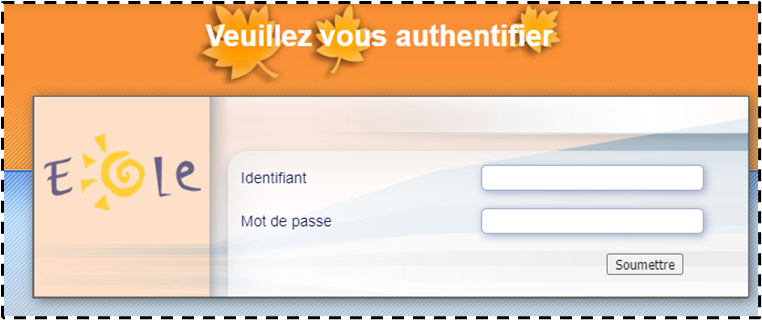 Veuillez vous authentifier
EOle
Identifiant
Mot de passe
Soumettre